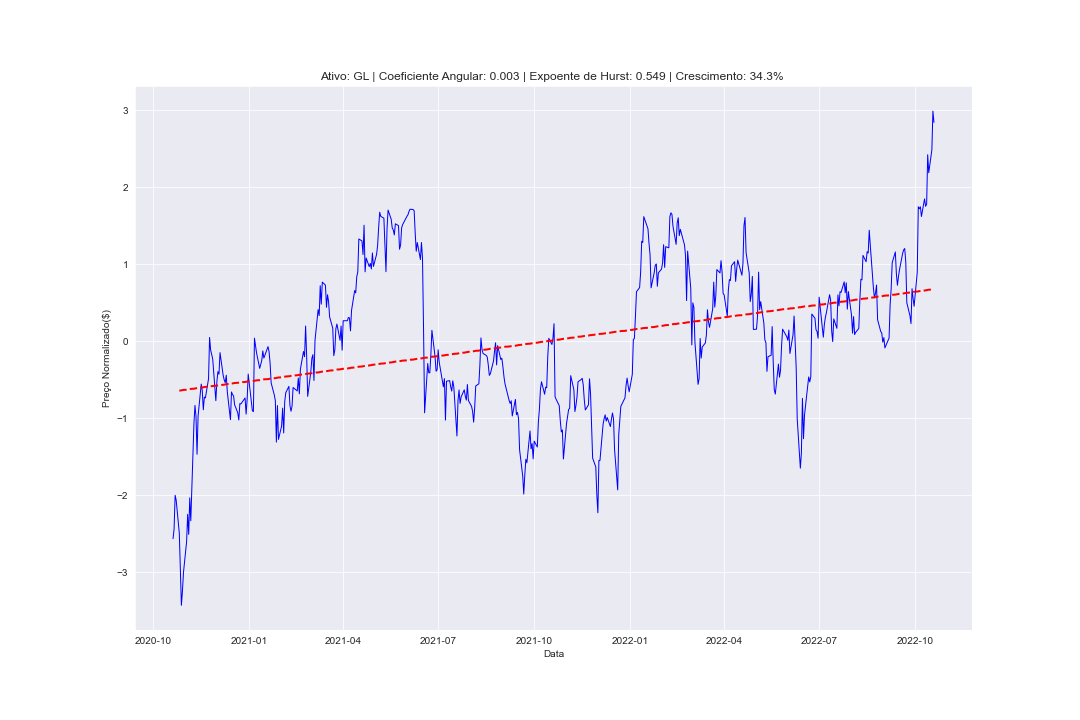 Ativo: GL | Coeficiente Angular: 0.003 | Expoente de Hurst: 0.549 | Crescimento: 34.3%
Preço Normalizado($)
3
2
1
0
−1
−2
−3
2020-10 2021-01 2021-04 2021-07 2021-10 2022-01 2022-04 2022-07 2022-10
Data